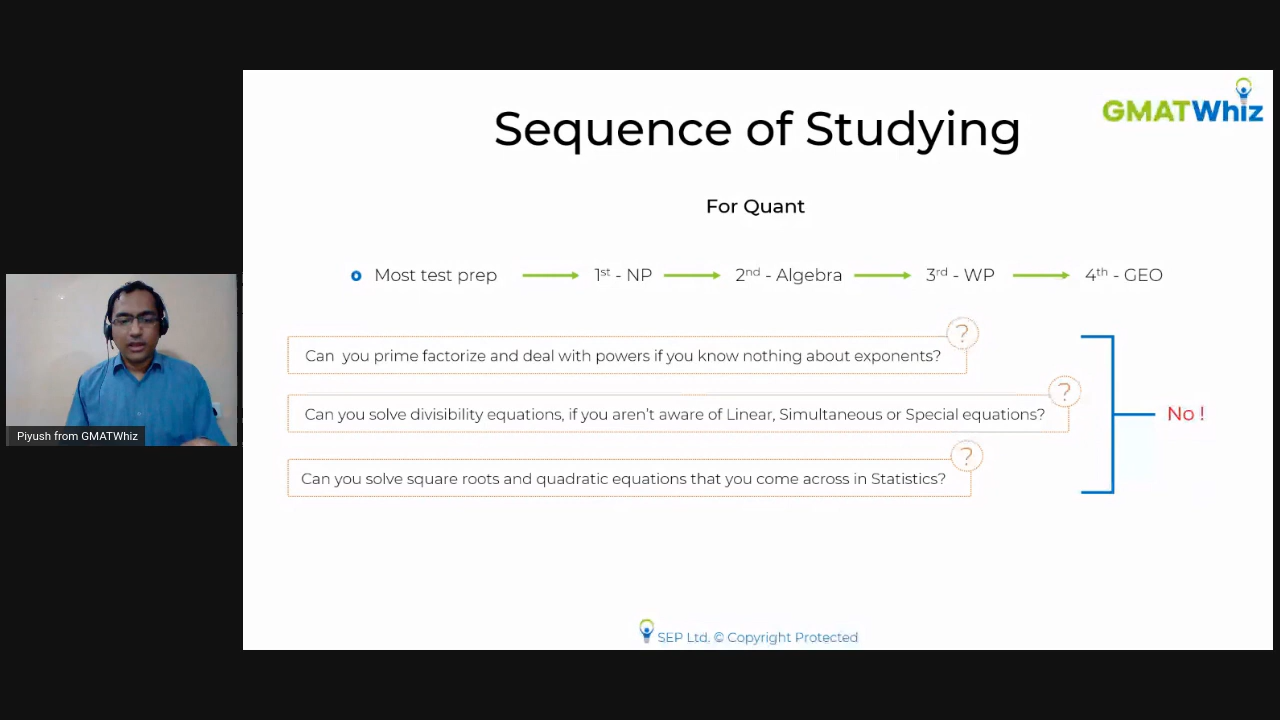 GMATWhiz
Sequence of Studying
For Quant
Most test prep 1st - NP 2nd - Algebra 3rd - WP 4th - GEO
?
Can you prime factorize and deal with powers if you know nothing about exponents?
?
Can you solve divisibility equations, if you aren't aware of Linear, Simultaneous or Special equations?
No !
?
Can you solve square roots and quadratic equations that you come across in Statistics?
Piyush from GMATWhiz
SEP Ltd. © Copyright Protected